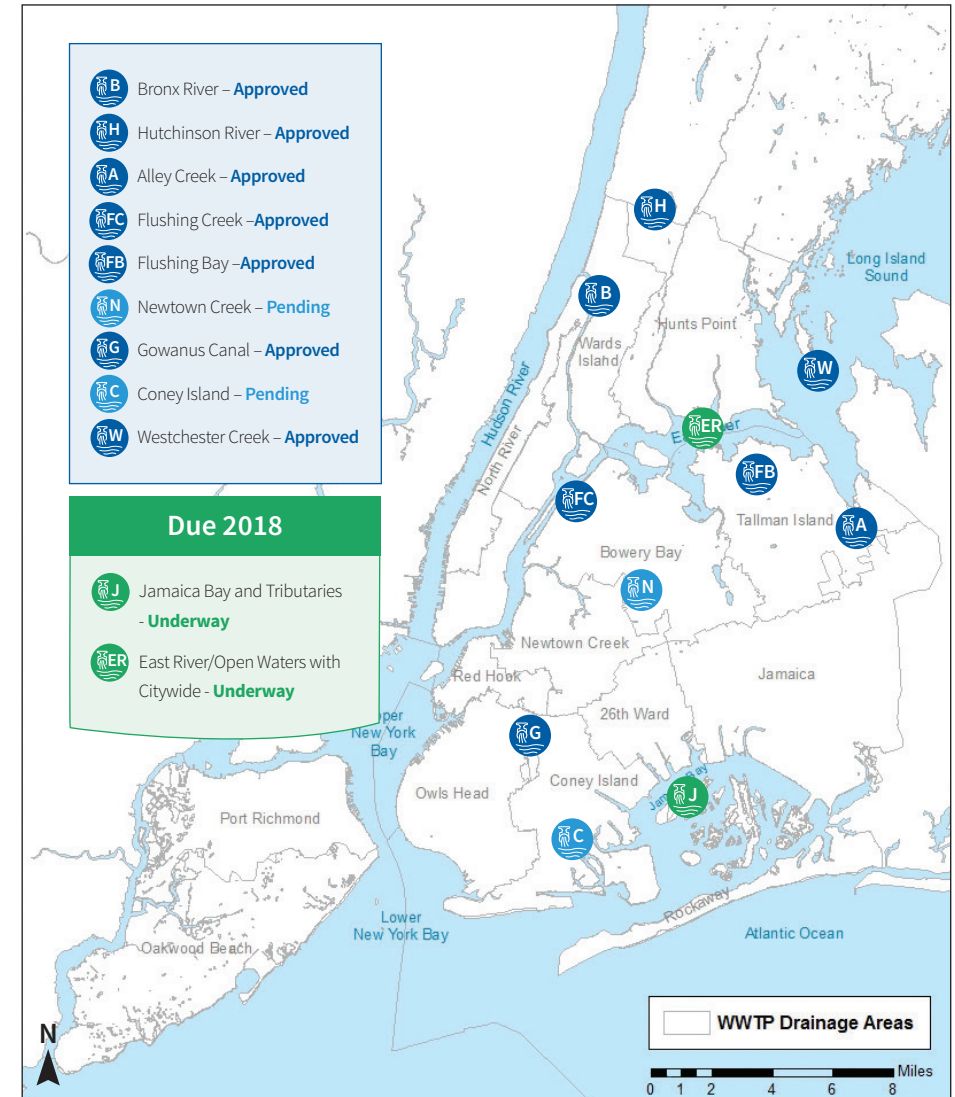 B Bronx River – Approved
H Hutchinson River – Approved
A Alley Creek – Approved
FC Flushing Creek –Approved
FB Flushing Bay –Approved
N Newtown Creek – Pending
G Gowanus Canal – Approved
C Coney Island – Pending
W Westchester Creek – Approved
Due 2018
J Jamaica Bay and Tributaries
- Underway
ER East River/Open Waters with
Citywide - Underway
H
Long Island
Sound
B
Hunts Point
Wards
Island
W
Hudson River
ER
North River
FB
FC
Tallman Island
A
Bowery Bay
N
Newtown Creek
Red Hook
Jamaica
26th Ward
New York
Bay
G
Coney Island
Owls Head
J
Port Richmond
C
Rockaway
Lower
New York Bay
Atlantic Ocean
Oakwood Beach
N
WWTP Drainage Areas
Miles
0 1 2 4 6 8